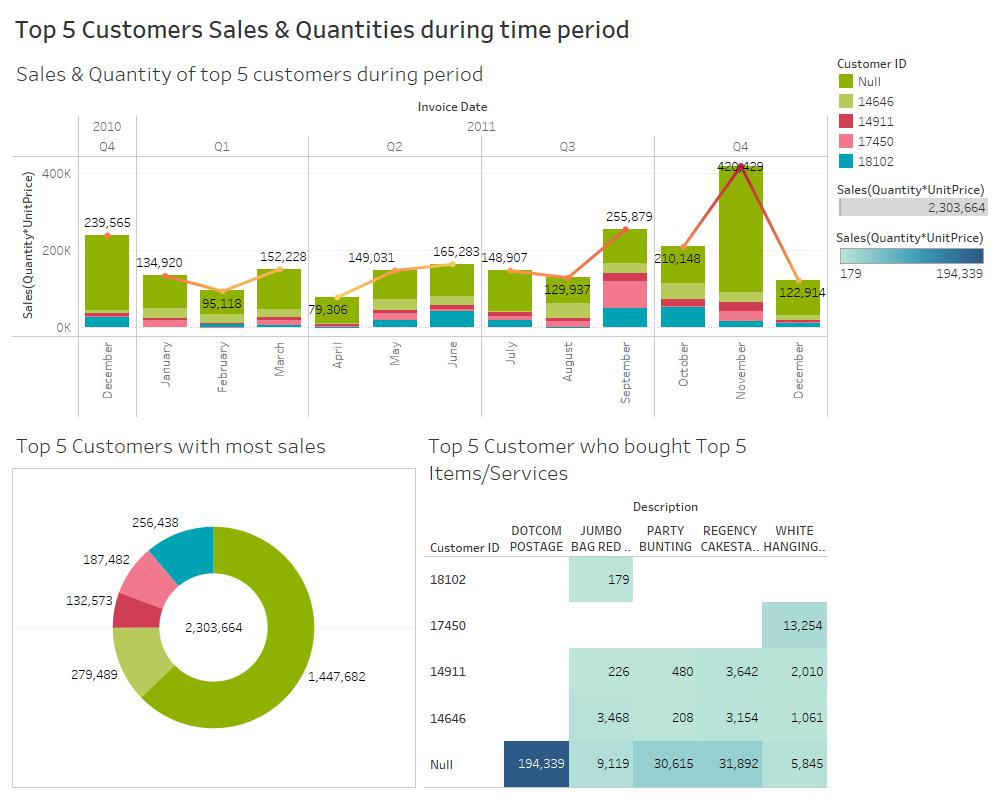 Top 5 Customers Sales & Quantities during time period
Sales & Quantity of top 5 customers during period
Invoice Date
2010
2011
Q4
Q1
Q2
Q3
Q4
Sales(Quantity*UnitPrice)
400K
200K
0K
239,565
134,920
95,118
152,228
79,306
149,031
165,283
148,907
129,937
255,879
210,148
420,429
122,914
December
January
February
March
April
May
June
July
August
September
October
November
December
Customer ID
Null
14646
14911
17450
18102
Sales(Quantity*UnitPrice)
2,303,664
Sales(Quantity*UnitPrice)
179 194,339
Top 5 Customers with most sales
256,438
187,482
132,573
2,303,664
279,489
1,447,682
Top 5 Customer who bought Top 5
Items/Services
Description
DOTCOM JUMBO PARTY REGENCY WHITE
Customer ID POSTAGE BAG RED .. BUNTING CAKESTA.. HANGING..
18102 179
17450 13,254
14911 226 480 3,642 2,010
14646 3,468 208 3,154 1,061
Null 194,339 9,119 30,615 31,892 5,845